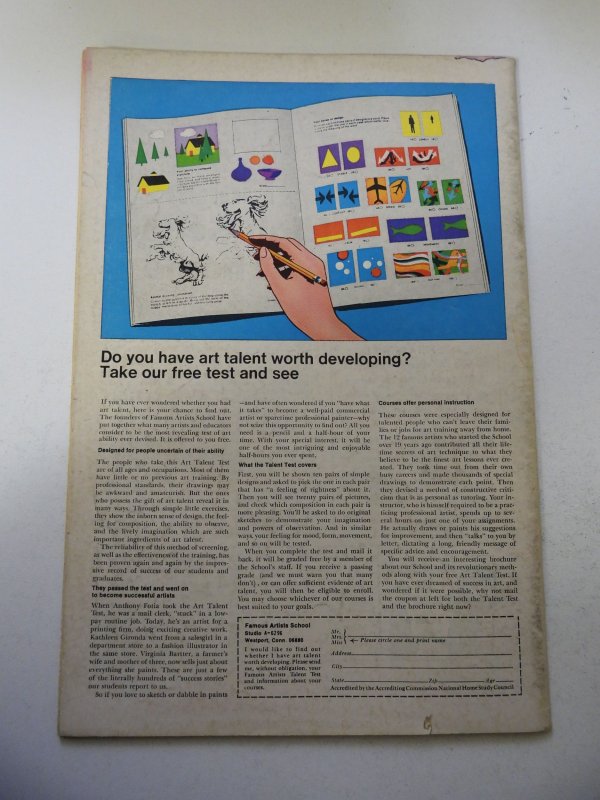 Do you have art talent worth developing?
Take our free test and see
If you have ever wondered whether you had
art talent, here is your chance to find out.
The founders of Famous Artists School have
put together what many artists and educators
consider to be the most revealing test of art
ability ever devised. It is offered to you free.
Designed for people uncertain of their ability
The people who take this Art Talent Test
are of all ages and occupations. Most of them
have little or no previous art training. By
professional standards, their drawings may
be awkward and amateurish. But the ones
who possess the gift of art talent reveal it in
many ways. Through simple little exercises,
they show the inborn sense of design, the feel-
ing for composition, the ability to observe,
and the lively imagination which are such
important ingredients of art talent.
The reliability of this method of screening,
as well as the effectiveness of the training, has
been proven again and again by the impres-
sive record of success of our students and
graduates.
They passed the test and went on
to become successful artists
When Anthony Fotia took the Art Talent
Test, he was a mail clerk, "stuck" in a low-
pay routine job. Today, he's an artist for a
printing firm, doing exciting creative work.
Kathleen Gironda went from a salesgirl in a
department store to a fashion illustrator in
the same store. Virginia Bartter, a farmer's
wife and mother of three, now sells just about
everything she paints. These are just a few
of the literally hundreds of "success stories"
our students report to us.
So if you love to sketch or dabble in paints
—and have often wondered if you "have what
it takes" to become a well-paid commercial
artist or sparetime professional painter—why
not save this opportunity to find out? All you
need is a pencil and a half-hour of your
time. With your special interest, it will be
one of the most intriguing and enjoyable
half-hours you ever spent.
What the Talent Test covers
First, you will be shown ten pairs of simple
designs and asked to pick the one in each pair
that has "a feeling of rightness" about it.
Then you will see twenty pairs of pictures,
and check which composition in each pair is
more pleasing. You'll be asked to do original
sketches to demonstrate your imagination
and powers of observation. And in similar
ways, your feeling for mood, form, movement,
and so on will be tested.
When you complete the test and mail it
back, it will be graded free by a member of
the School's staff. If you receive a passing
grade (and we must warn you that many
don't), or can offer sufficient evidence of art
talent, you will then be eligible to enroll.
You may choose whichever of our courses is
best suited to your goals.
Courses offer personal instruction
These courses were especially designed for
talented people who can't leave their fami-
lies or jobs for art training away from home.
The 12 famous artists who started the School
over 19 years ago contributed all their life-
time secrets of art technique to what they
believe to be the finest art lessons ever cre-
ated. They took time out from their own
busy careers and made thousands of special
drawings to demonstrate each point. Then
they devised a method of constructive criti-
cism that is as personal as tutoring. Your in-
structor, who is himself required to be a prac-
ticing professional artist, spends up to sev-
eral hours on just one of your assignments.
He actually draws or paints his suggestions
for improvement, and then "talks" to you by
letter, dictating a long, friendly message of
specific advice and encouragement.
You will receive an interesting brochure
about our School and its revolutionary meth-
ods along with your free Art Talent Test. If
you have ever dreamed of success in art, and
wondered if it were possible, why not mail
the coupon at left for both the Talent Test
and the brochure right now?
Famous Artists School
Studio A-6296
Westport, Conn. 06880
I would like to find out
whether I have art talent
worth developing. Please send
me, without obligation, your
Famous Artists Talent Test
and information about your
courses.
Mr.
Mrs.
Miss
Please circle one and print name
Address
City
State Zip Age
Accredited by the Accrediting Commission National Home Study Council